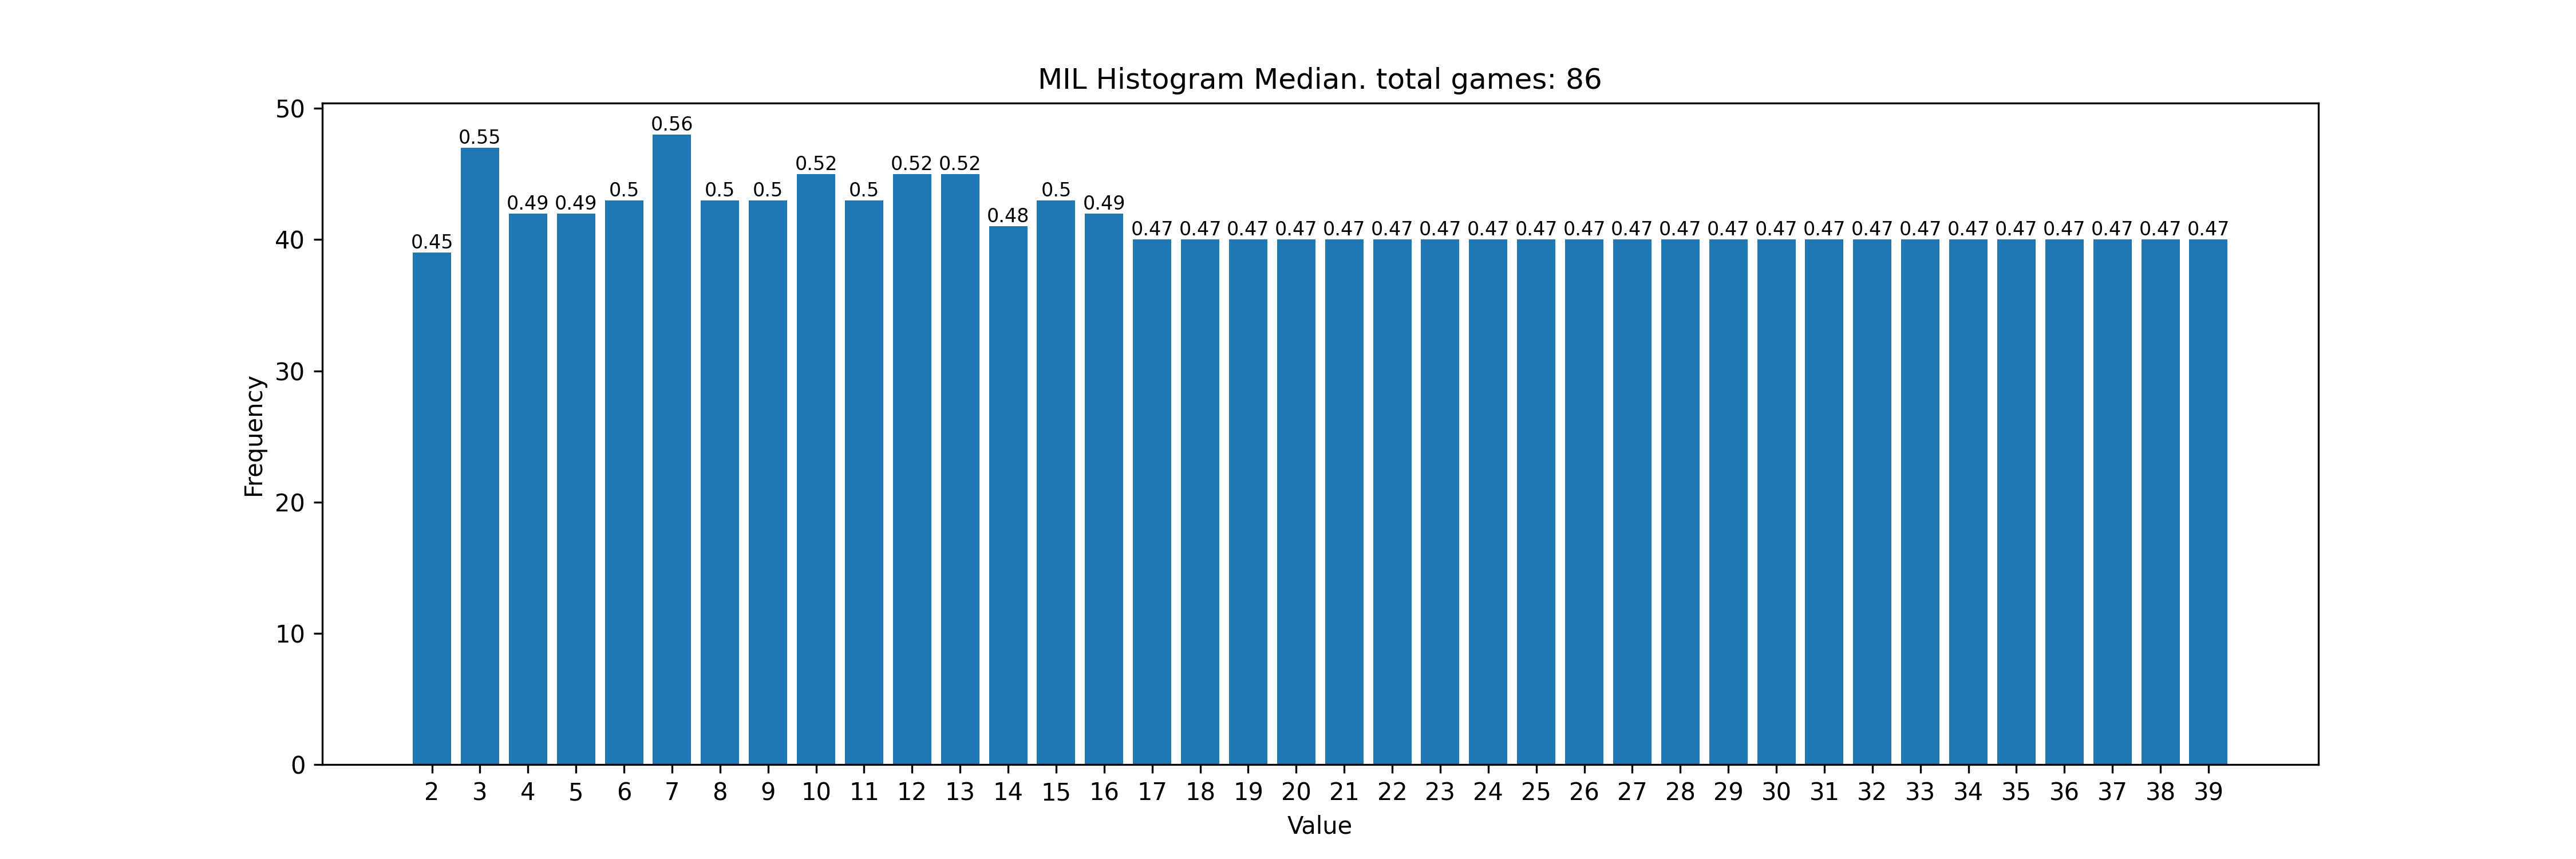 MIL Histogram Median. total games: 86
50
40
30
20
10
0
Frequency
0.45 0.55 0.49 0.49 0.5 0.56 0.5 0.5 0.52 0.5 0.52 0.52 0.48 0.5 0.49 0.47 0.47 0.47 0.47 0.47 0.47 0.47 0.47 0.47 0.47 0.47 0.47 0.47 0.47 0.47 0.47 0.47 0.47 0.47 0.47 0.47 0.47 0.47
2 3 4 5 6 7 8 9 10 11 12 13 14 15 16 17 18 19 20 21 22 23 24 25 26 27 28 29 30 31 32 33 34 35 36 37 38 39
Value